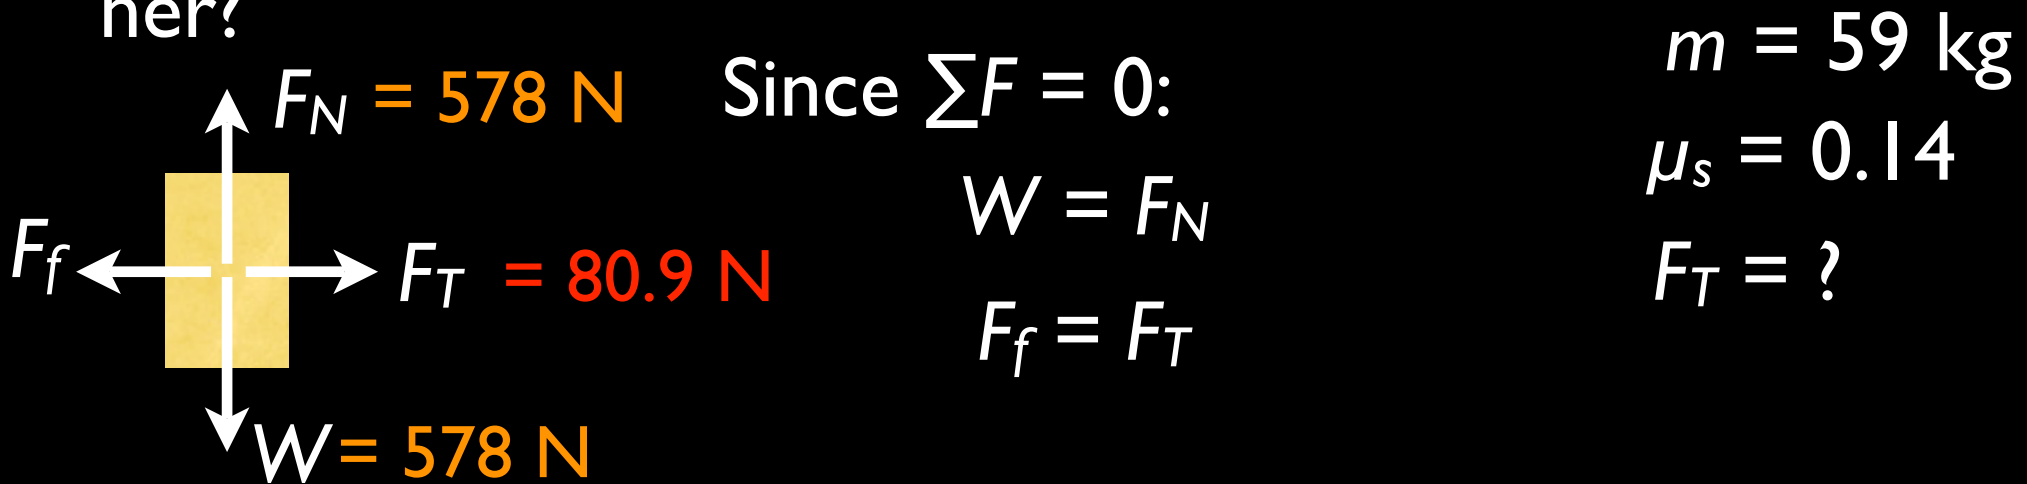 her?
F_N = 578 N
Since ∑F = 0:
m = 59 kg
μ_s = 0.14
W = F_N
F_f
F_T = 80.9 N
F_T = ?
F_f = F_T
W = 578 N